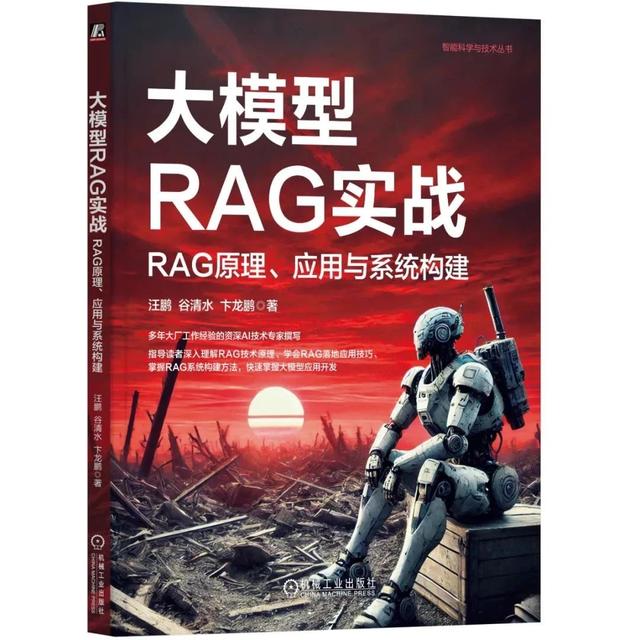 智能科学与技术丛书
大模型
RAG实战
RAG原理、应用与系统构建
汪鹏 谷清水 卞龙鹏◎著
多年大厂工作经验的资深AI技术专家撰写
指导读者深入理解RAG技术原理、学会RAG落地应用技巧、
掌握RAG系统构建方法，快速掌握大模型应用开发
机械工业出版社
CHINA MACHINE PRESS
大模型RAG实战
RAG原理、应用与系统构建
汪鹏 谷清水 卞龙鹏◎著
机械工业出版社
CHINA MACHINE PRESS